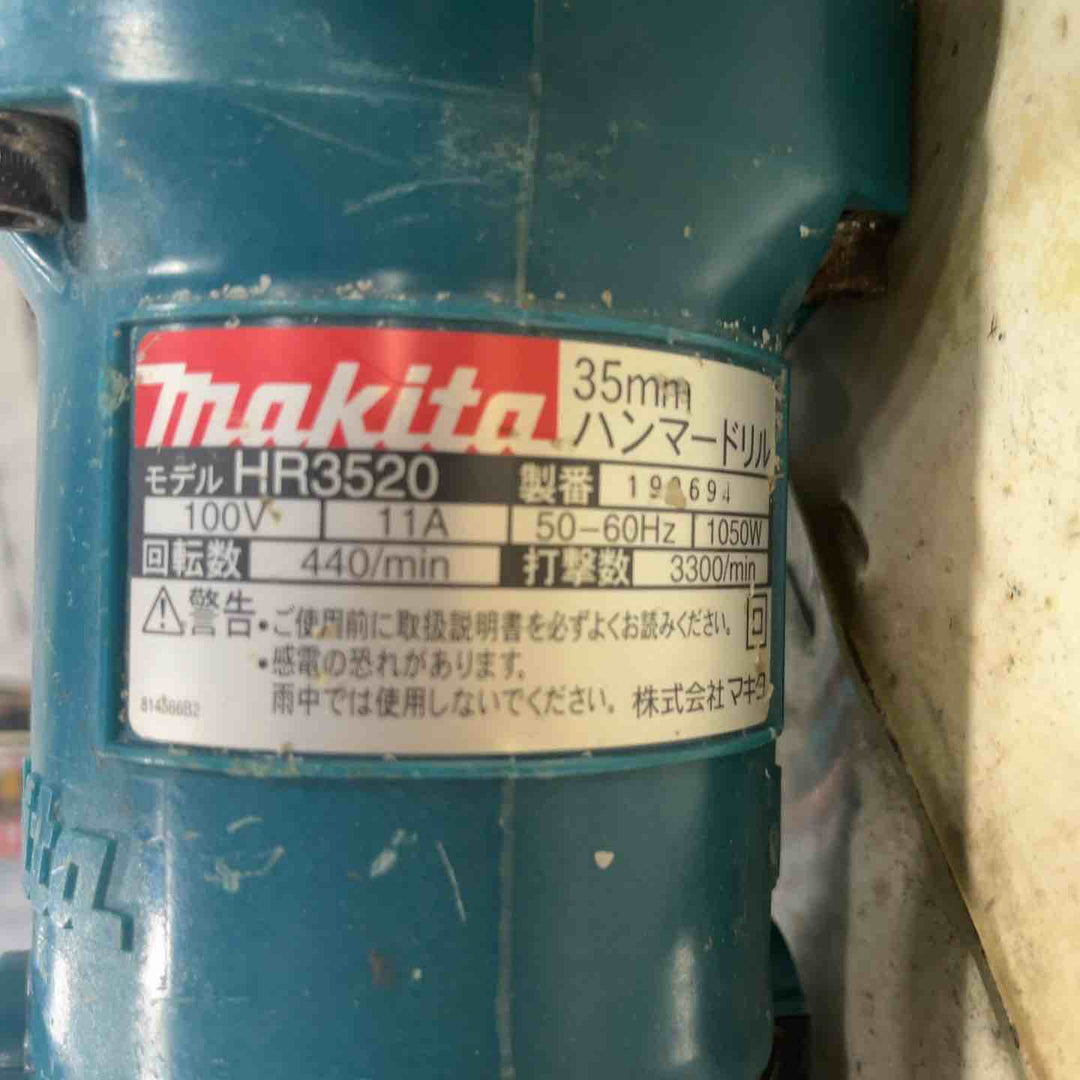 makita
35mm
ハンマードリル
モデル HR3520 製番
100V 11A 50-60Hz 1050W
回転数 440/min 打撃数 3300/min
警告・ご使用前に取扱説明書を必ずよくお読みください。
・感電の恐れがあります。
雨中では使用しないでください。 株式会社マキタ